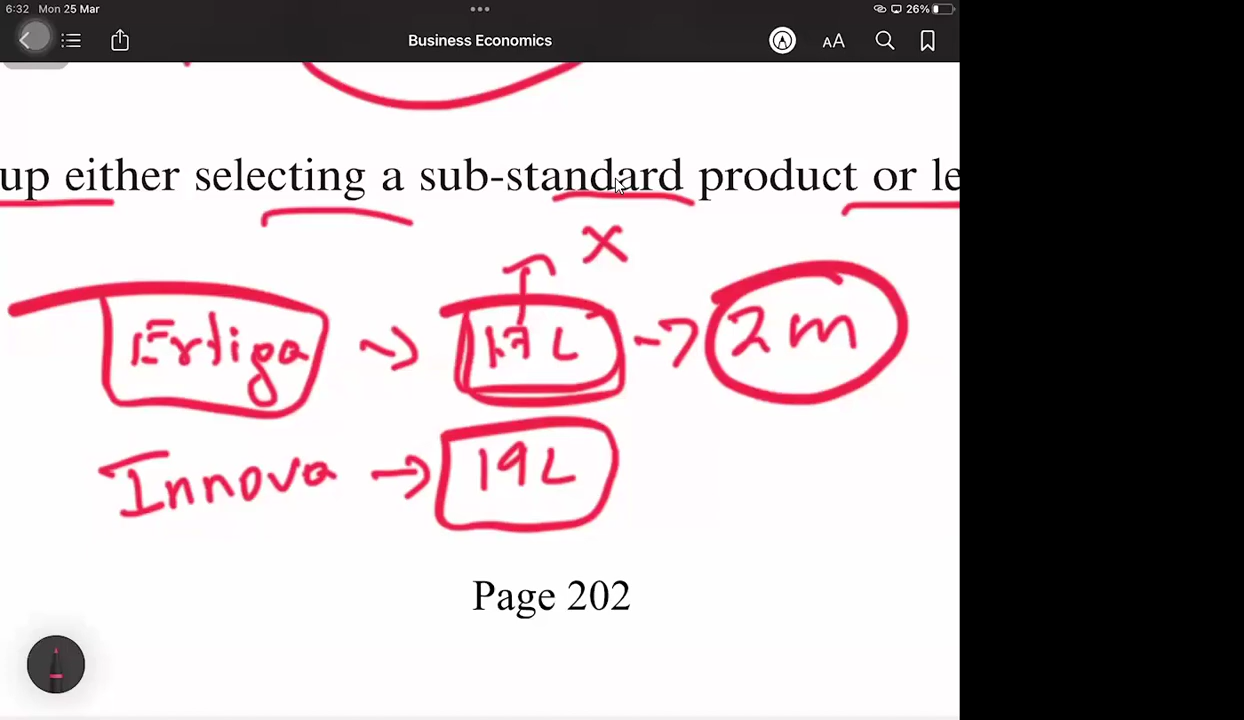 6:32 Mon 25 Mar 26%
Business Economics AA
up either selecting a sub-standard product or le
X
Ertiga → 17 L → 2 m
Innova → 19 L
Page 202